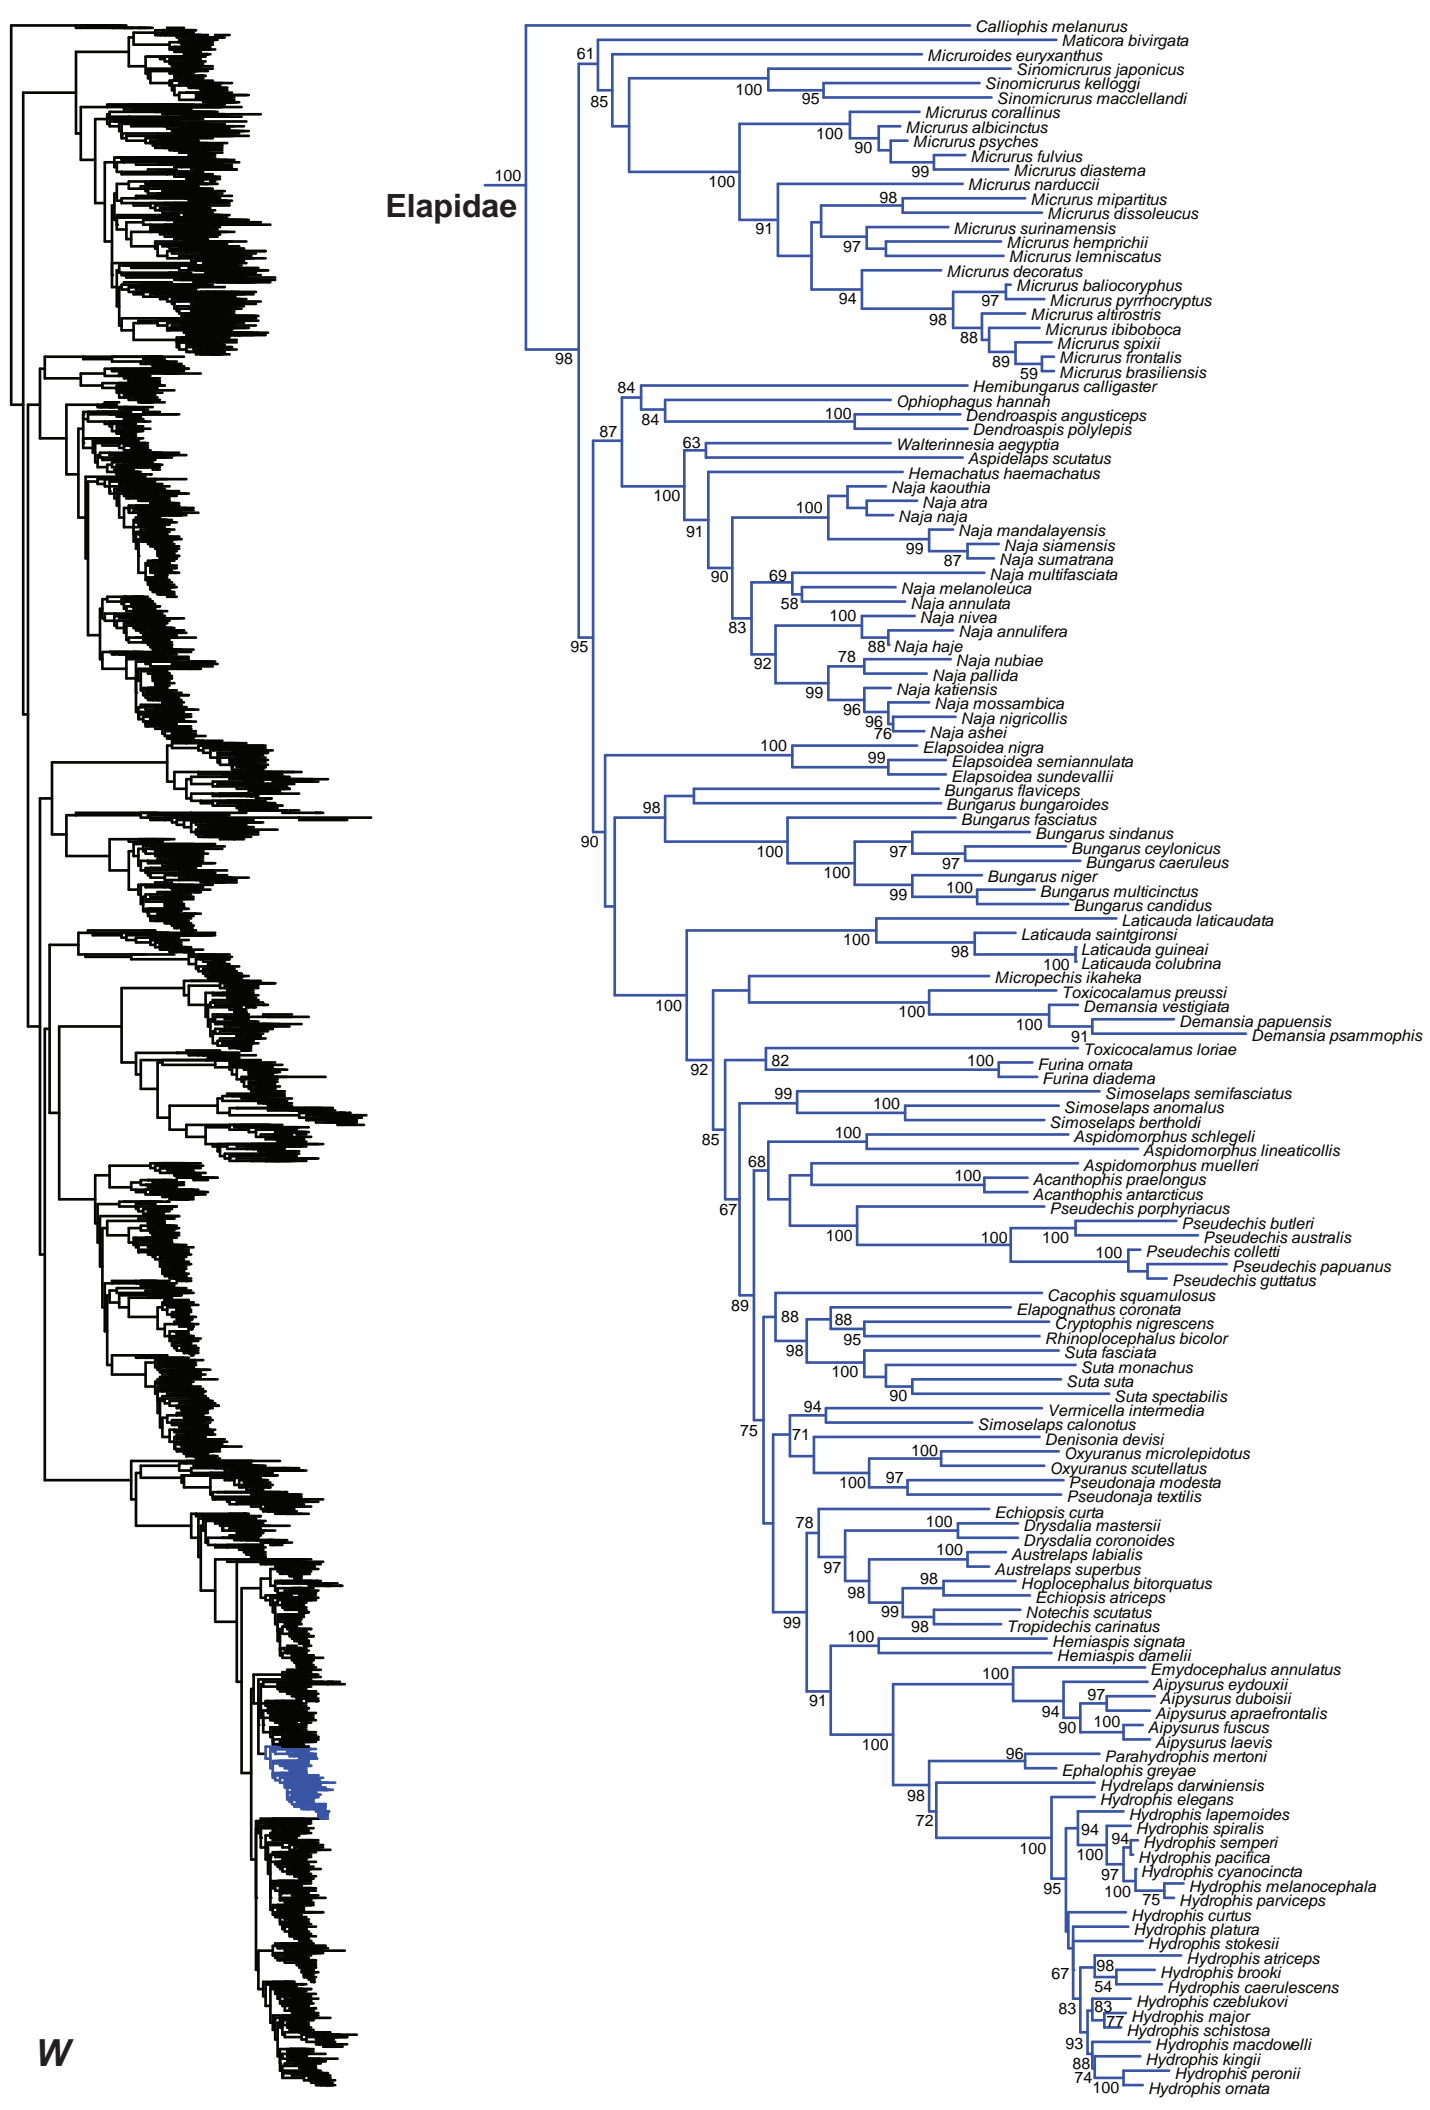 Calliophis melanurus
61
Maticora bivirgata
Micruroides euryxanthus
85
Sinomicrurus japonicus
100
Sinomicrurus kelloggi
95
Sinomicrurus macclellandi
Micrurus corallinus
100
Micrurus albicinctus
90
Micrurus psyches
Micrurus fulvius
99
Micrurus diastema
100
100
Elapidae
Micrurus narduccii
98
Micrurus mipartitus
Micrurus dissoleucus
91
Micrurus surinamensis
97
Micrurus hemprichii
Micrurus lemniscatus
Micrurus decoratus
94
Micrurus baliocoryphus
97
Micrurus pyrrhocryptus
98
Micrurus altirostris
88
Micrurus ibiboboca
Micrurus spixii
89
Micrurus frontalis
59
Micrurus brasiliensis
98
84
Hemibungarus calligaster
84
Ophiophagus hannah
100
Dendroaspis angusticeps
Dendroaspis polylepis
87
63
Walterinnesia aegyptia
Aspidelaps scutatus
100
Hemachatus haemachatus
91
Naja kaouthia
100
Naja atra
Naja naja
Naja mandalayensis
99
Naja siamensis
87
Naja sumatrana
90
69
Naja multifasciata
Naja melanoleuca
58
Naja annulata
83
100
Naja nivea
Naja annulifera
88
Naja haje
92
78
Naja nubiae
Naja pallida
99
Naja katiensis
96
Naja mossambica
96
Naja nigricollis
76
Naja ashei
95
100
Elapsoidea nigra
99
Elapsoidea semiannulata
Elapsoidea sundevallii
90
98
Bungarus flaviceps
Bungarus bungaroides
Bungarus fasciatus
100
Bungarus sindanus
97
Bungarus ceylonicus
97
Bungarus caeruleus
100
Bungarus niger
99
100
Bungarus multicinctus
Bungarus candidus
Laticauda laticaudata
100
Laticauda saintgironsi
98
Laticauda guineai
100
Laticauda colubrina
100
Micropechis ikaheka
Toxicocalamus preussi
100
Demansia vestigiata
100
Demansia papuensis
91
Demansia psammophis
92
Toxicocalamus loriae
82
100
Furina ornata
Furina diadema
85
99
Simoselaps semifasciatus
100
Simoselaps anomalus
Simoselaps bertholdi
67
68
100
Aspidomorphus schlegeli
Aspidomorphus lineaticollis
Aspidomorphus muelleri
100
Acanthophis praelongus
Acanthophis antarcticus
Pseudechis porphyriacus
100
Pseudechis butleri
100
100
Pseudechis australis
100
Pseudechis colletti
Pseudechis papuanus
Pseudechis guttatus
89
Cacophis squamulosus
88
Elapognathus coronata
88
Cryptophis nigrescens
95
Rhinoplocephalus bicolor
98
Suta fasciata
100
Suta monachus
Suta suta
90
Suta spectabilis
75
94
Vermicella intermedia
Simoselaps calonotus
71
Denisonia devisi
100
Oxyuranus microlepidotus
Oxyuranus scutellatus
100
97
Pseudonaja modesta
Pseudonaja textilis
78
Echiopsis curta
100
Drysdalia mastersii
Drysdalia coronoides
97
100
Austrelaps labialis
Austrelaps superbus
98
98
Hoplocephalus bitorquatus
Echiopsis atriceps
99
Notechis scutatus
98
Tropidechis carinatus
99
100
Hemiaspis signata
Hemiaspis damelii
91
100
Emydocephalus annulatus
Aipysurus eydouxii
94
97
Aipysurus duboisii
Aipysurus apraefrontalis
90
100
Aipysurus fuscus
Aipysurus laevis
100
96
Parahydrophis mertoni
Ephalophis greyae
98
Hydrelaps darwiniensis
72
Hydrophis elegans
100
Hydrophis lapemoides
94
Hydrophis spiralis
100
94
Hydrophis semperi
Hydrophis pacifica
97
Hydrophis cyanocincta
100
Hydrophis melanocephala
75
Hydrophis parviceps
95
Hydrophis curtus
Hydrophis platura
Hydrophis stokesii
67
Hydrophis atriceps
98
Hydrophis brooki
54
Hydrophis caerulescens
83
Hydrophis czeblukovi
83
Hydrophis major
77
Hydrophis schistosa
93
Hydrophis macdowelli
88
Hydrophis kingii
74
Hydrophis peronii
100
Hydrophis ornata
W